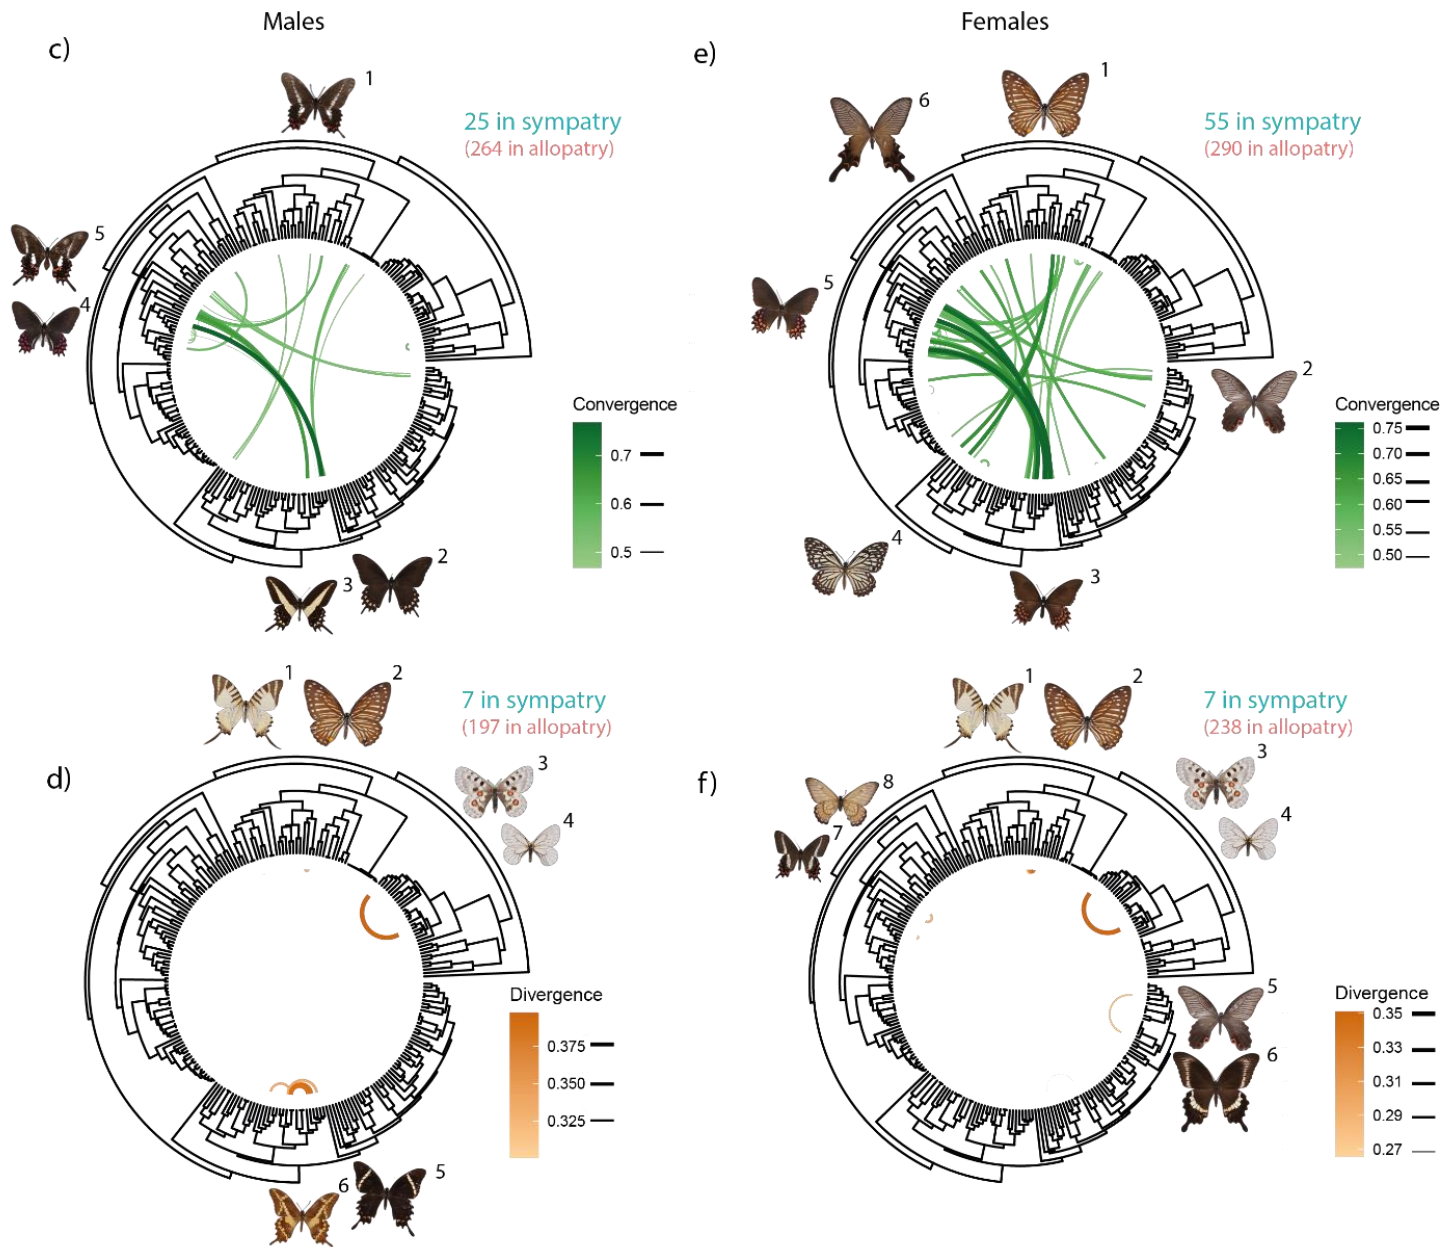 Males
Females
c)
1
25 in sympatry
(264 in allopatry)
5
4
Convergence
0.7
0.6
0.5
3
2
e)
6
1
55 in sympatry
(290 in allopatry)
5
2
Convergence
0.75
0.70
0.65
0.60
0.55
0.50
4
3
d)
1
2
7 in sympatry
(197 in allopatry)
3
4
Divergence
0.375
0.350
0.325
6
5
f)
1
2
7 in sympatry
(238 in allopatry)
3
4
8
7
5
6
Divergence
0.35
0.33
0.31
0.29
0.27